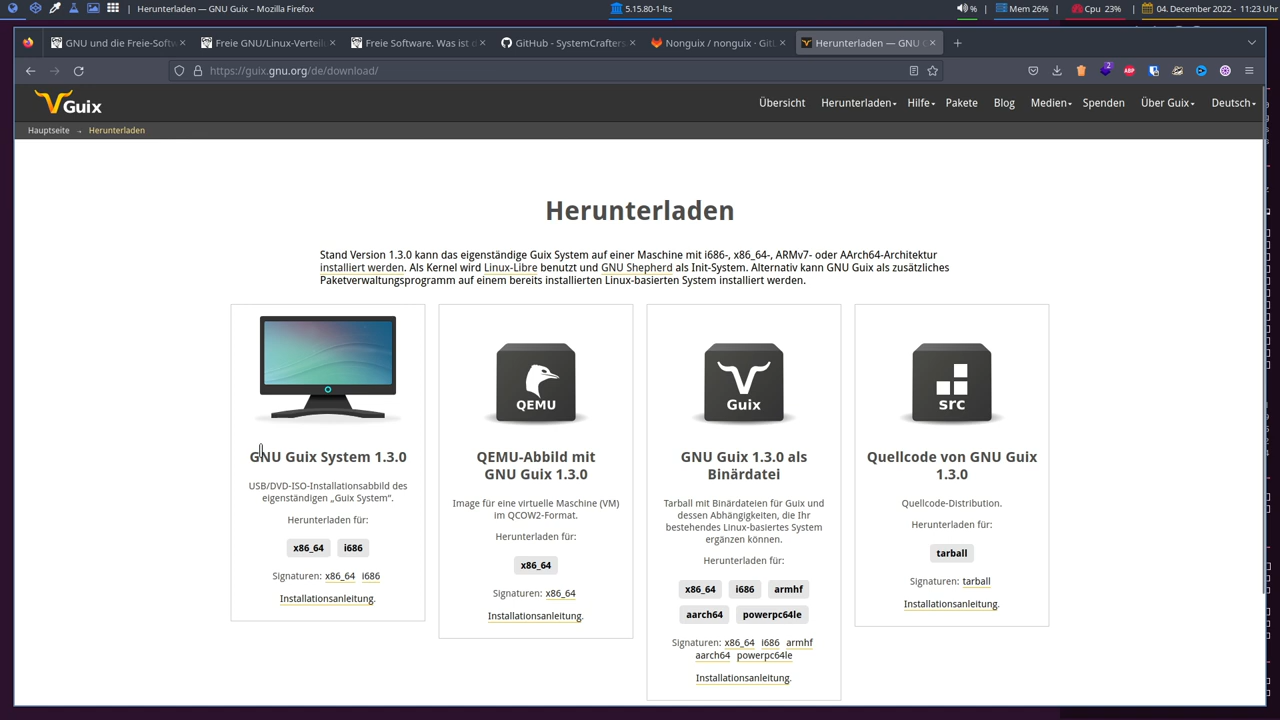 Herunterladen — GNU Guix – Mozilla Firefox
5.15.80-1-lts
%
Mem 26%
Cpu 23%
04. December 2022 - 11:23 Uhr
GNU und die Freie-Softw
Freie GNU/Linux-Verteil
Freie Software. Was ist d
GitHub - SystemCrafters
Nonguix / nonguix · GitL
Herunterladen — GNU G
https://guix.gnu.org/de/download/
2
ABP
Guix
Übersicht
Herunterladen
Hilfe
Pakete
Blog
Medien
Spenden
Über Guix
Deutsch
Hauptseite → Herunterladen
Herunterladen
Stand Version 1.3.0 kann das eigenständige Guix System auf einer Maschine mit i686-, x86_64-, ARMv7- oder AArch64-Architektur
installiert werden. Als Kernel wird Linux-Libre benutzt und GNU Shepherd als Init-System. Alternativ kann GNU Guix als zusätzliches
Paketverwaltungsprogramm auf einem bereits installierten Linux-basierten System installiert werden.
GNU Guix System 1.3.0
USB/DVD-ISO-Installationsabbild des
eigenständigen „Guix System“.
Herunterladen für:
x86_64 i686
Signaturen: x86_64 i686
Installationsanleitung.
QEMU
QEMU-Abbild mit
GNU Guix 1.3.0
Image für eine virtuelle Maschine (VM)
im QCOW2-Format.
Herunterladen für:
x86_64
Signaturen: x86_64
Installationsanleitung.
Guix
GNU Guix 1.3.0 als
Binärdatei
Tarball mit Binärdateien für Guix und
dessen Abhängigkeiten, die Ihr
bestehendes Linux-basiertes System
ergänzen können.
Herunterladen für:
x86_64 i686 armhf
aarch64 powerpc64le
Signaturen: x86_64 i686 armhf
aarch64 powerpc64le
Installationsanleitung.
src
Quellcode von GNU Guix
1.3.0
Quellcode-Distribution.
Herunterladen für:
tarball
Signaturen: tarball
Installationsanleitung.